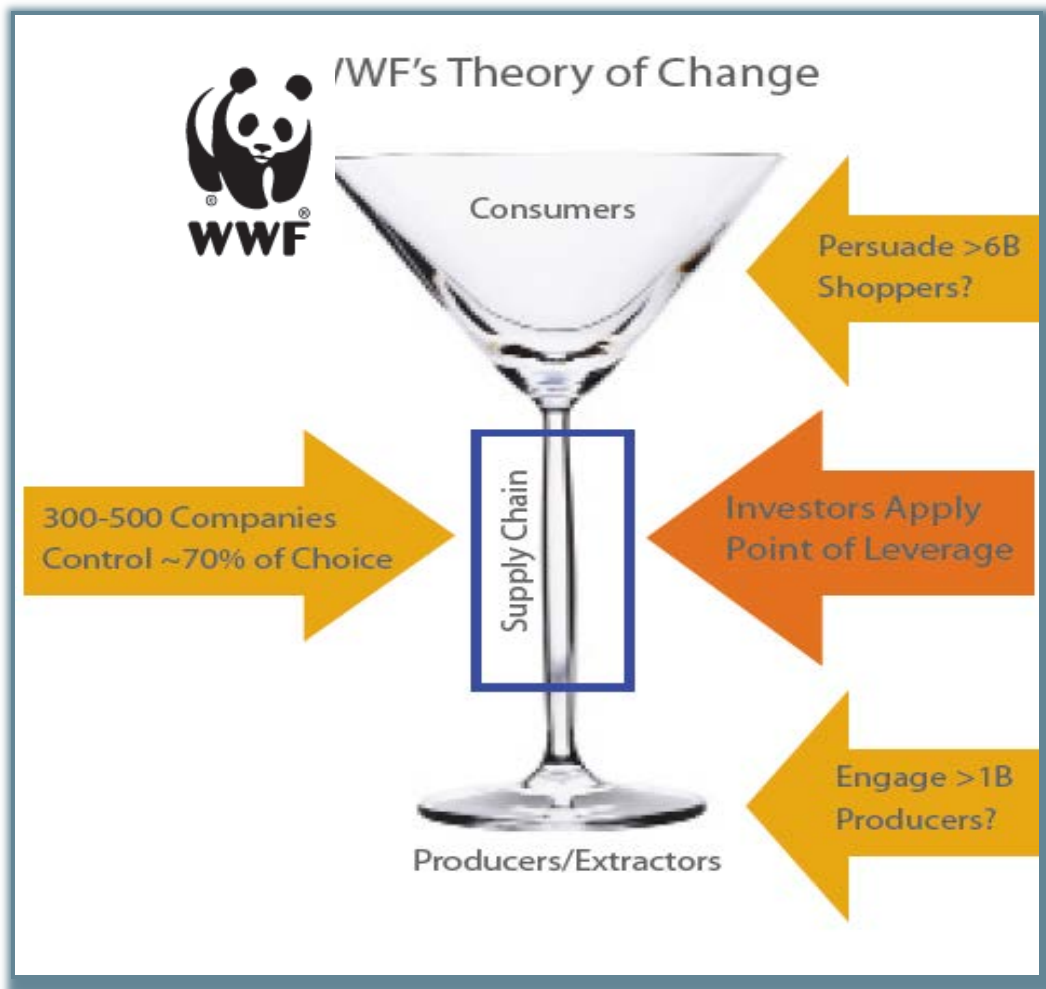 WWF's Theory of Change
WWF
Consumers
Persuade >6B
Shoppers?
300-500 Companies
Control ~70% of Choice
Supply Chain
Investors Apply
Point of Leverage
Engage >1B
Producers?
Producers/Extractors